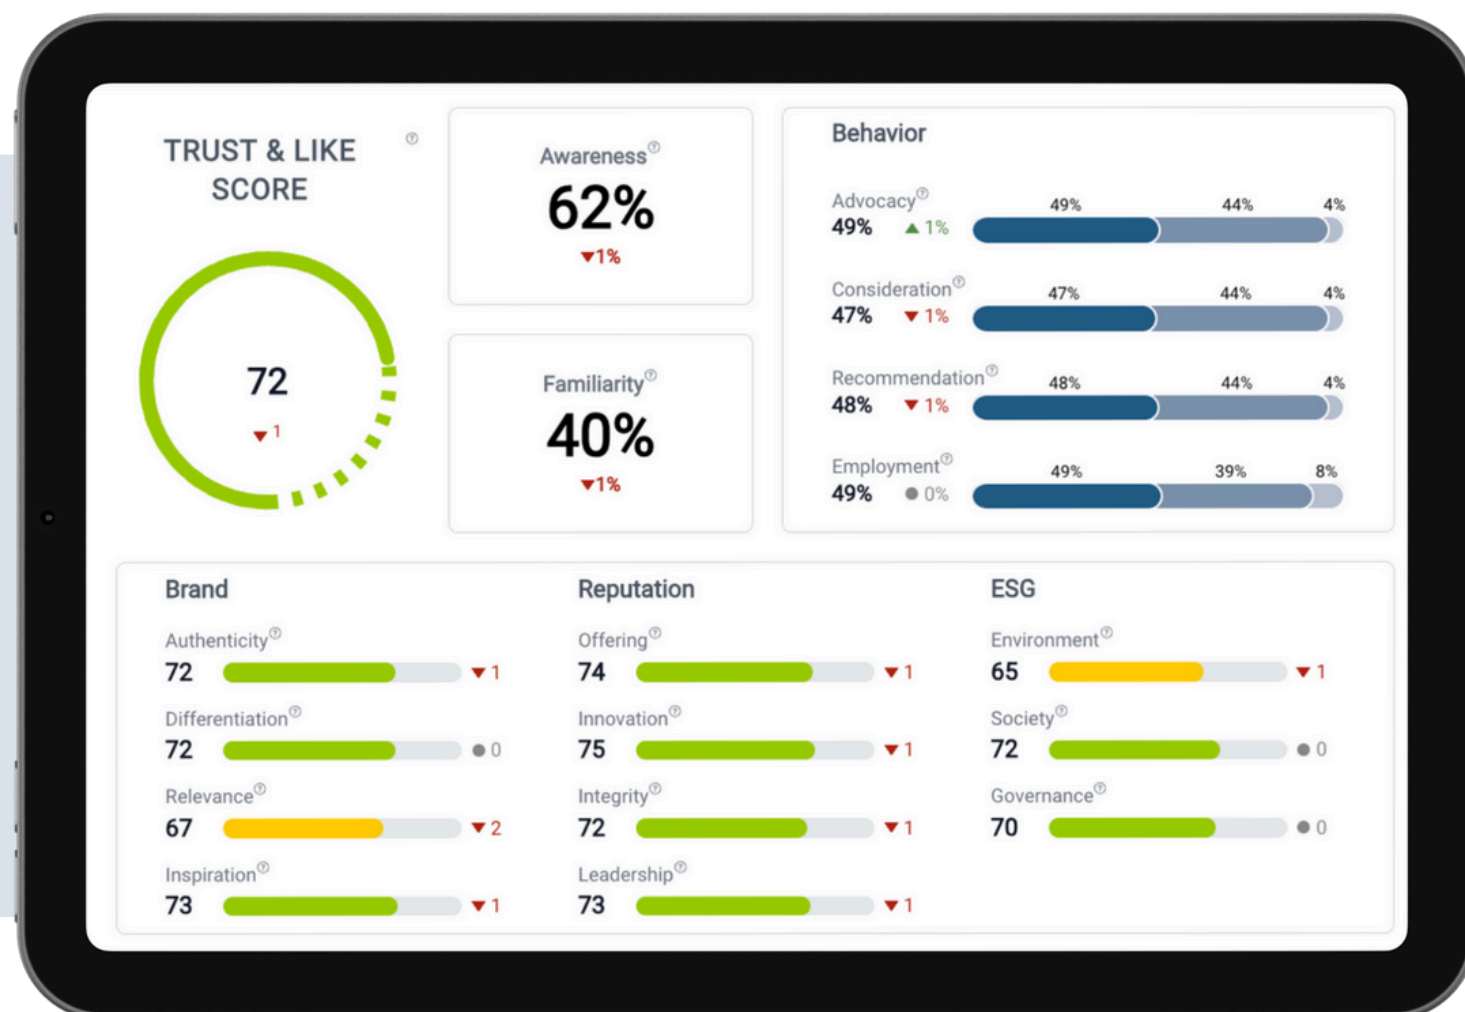 TRUST & LIKE
SCORE
72
▼ 1
Awareness
62%
▼1%
Familiarity
40%
▼1%
Behavior
Advocacy
49% ▲ 1%
49% 44% 4%
Consideration
47% ▼ 1%
47% 44% 4%
Recommendation
48% ▼ 1%
48% 44% 4%
Employment
49% ● 0%
49% 39% 8%
Brand
Authenticity
72 ▼ 1
Differentiation
72 ● 0
Relevance
67 ▼ 2
Inspiration
73 ▼ 1
Reputation
Offering
74 ▼ 1
Innovation
75 ▼ 1
Integrity
72 ▼ 1
Leadership
73 ▼ 1
ESG
Environment
65 ▼ 1
Society
72 ● 0
Governance
70 ● 0